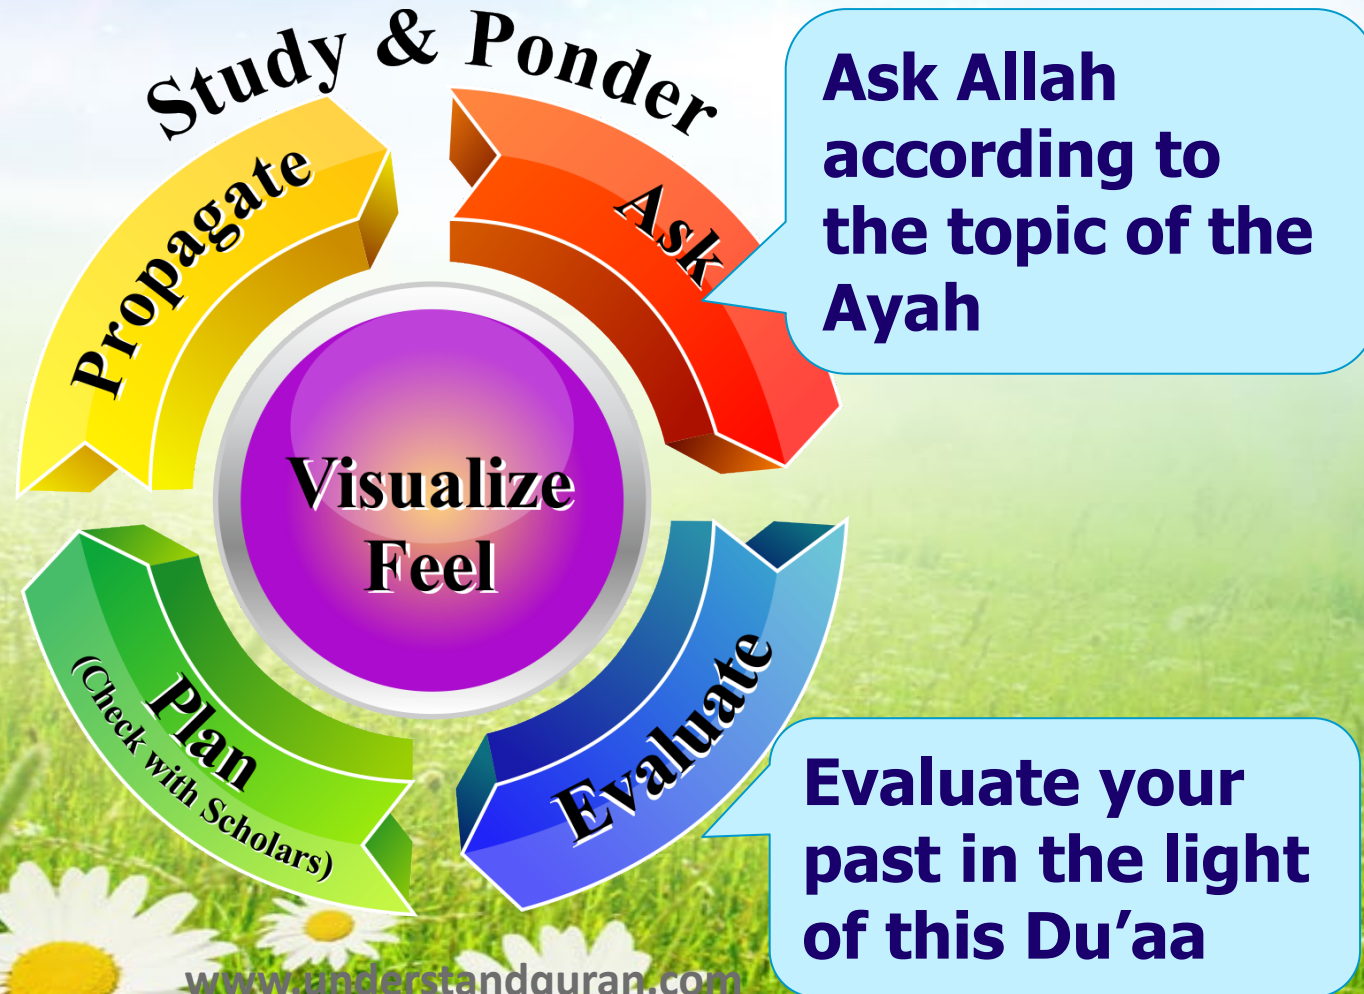 Study & Ponder
Propagate
Ask
Ask Allah
according to
the topic of the
Ayah
Visualize
Feel
Plan
(Check with Scholars)
Evaluate
Evaluate your
past in the light
of this Du’aa
www.understandquran.com